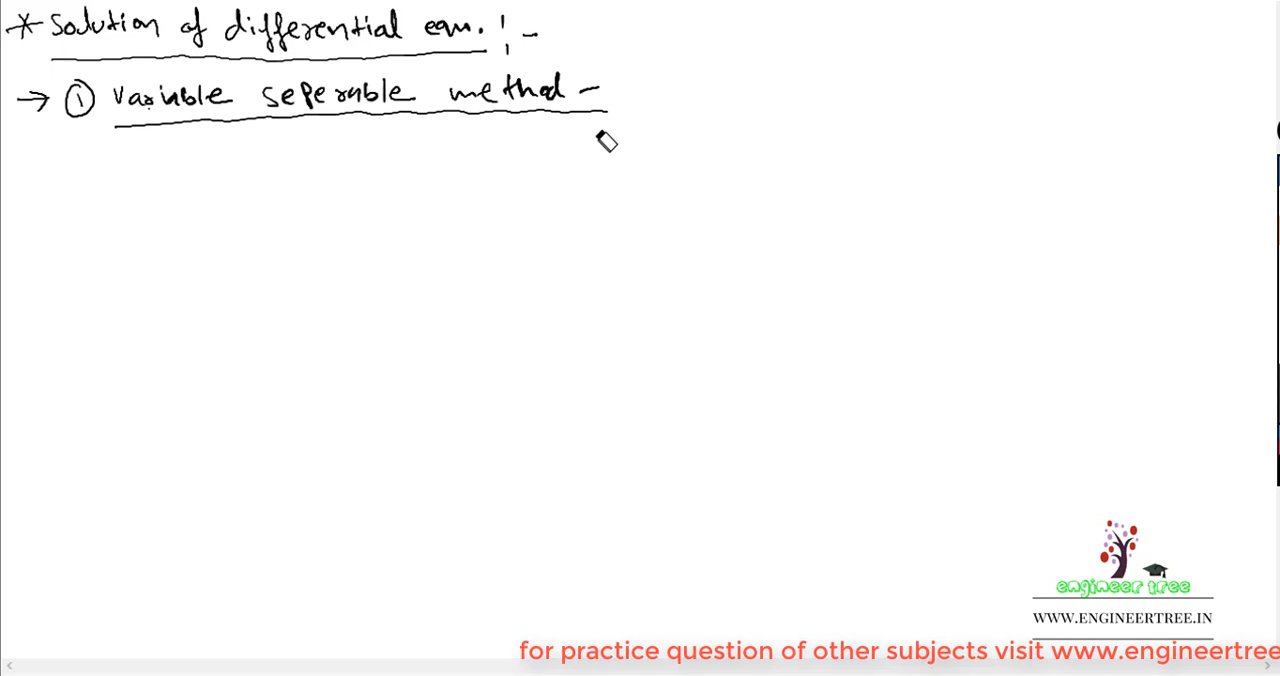 * Solution of differential eqn. :-
→ ① Variable seperable method -
engineer tree
WWW.ENGINEERTREE.IN
for practice question of other subjects visit www.engineertree